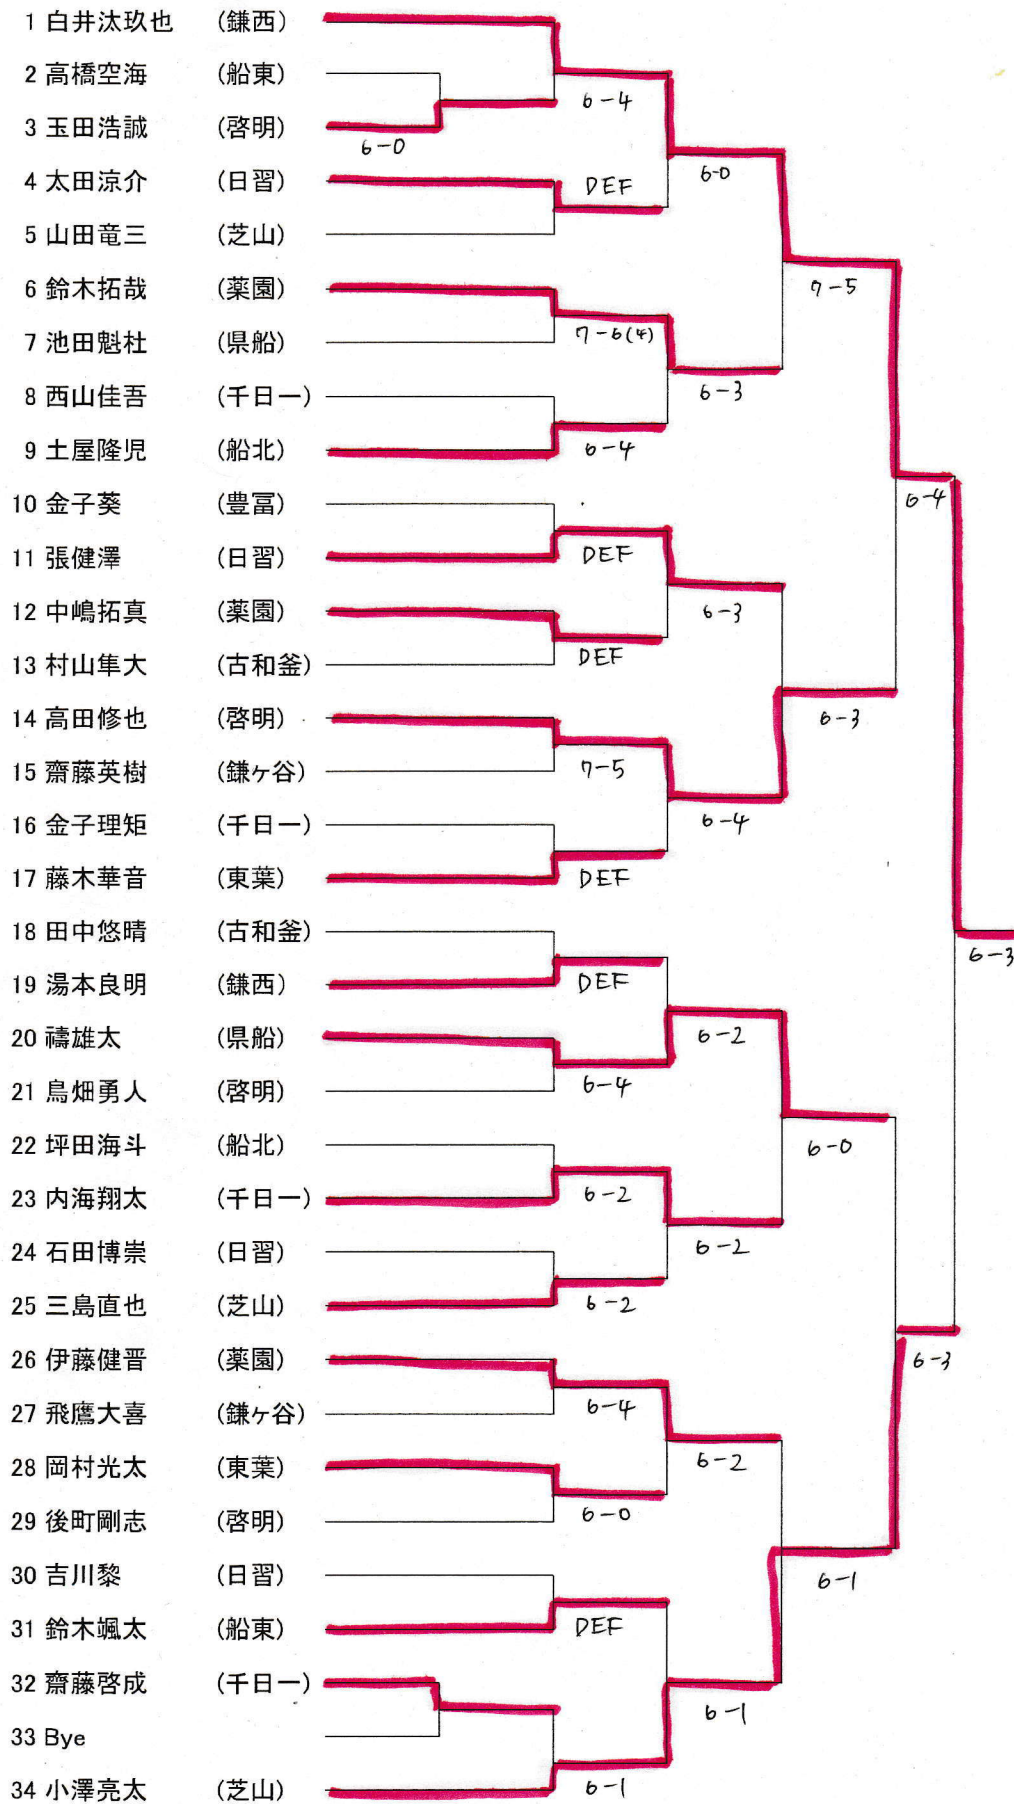 1 白井汰玖也 (鎌西)
2 高橋空海 (船東)
6-4
3 玉田浩誠 (啓明)
6-0
6-0
4 太田涼介 (日習)
DEF
5 山田竜三 (芝山)
6 鈴木拓哉 (薬園)
7-5
7 池田魁杜 (県船)
7-6(4)
8 西山佳吾 (千日一)
6-3
9 土屋隆児 (船北)
6-4
10 金子葵 (豊冨)
6-4
11 張健澤 (日習)
DEF
12 中嶋拓真 (薬園)
6-3
13 村山隼大 (古和釜)
DEF
14 高田修也 (啓明)
6-3
15 齋藤英樹 (鎌ヶ谷)
7-5
16 金子理矩 (千日一)
6-4
17 藤木華音 (東葉)
DEF
18 田中悠晴 (古和釜)
6-3
19 湯本良明 (鎌西)
DEF
20 禱雄太 (県船)
6-2
21 鳥畑勇人 (啓明)
6-4
22 坪田海斗 (船北)
6-0
23 内海翔太 (千日一)
6-2
24 石田博崇 (日習)
6-2
25 三島直也 (芝山)
6-2
26 伊藤健晋 (薬園)
6-3
27 飛鷹大喜 (鎌ヶ谷)
6-4
28 岡村光太 (東葉)
6-2
29 後町剛志 (啓明)
6-0
30 吉川黎 (日習)
6-1
31 鈴木颯太 (船東)
DEF
32 齋藤啓成 (千日一)
6-1
33 Bye
34 小澤亮太 (芝山)
6-1